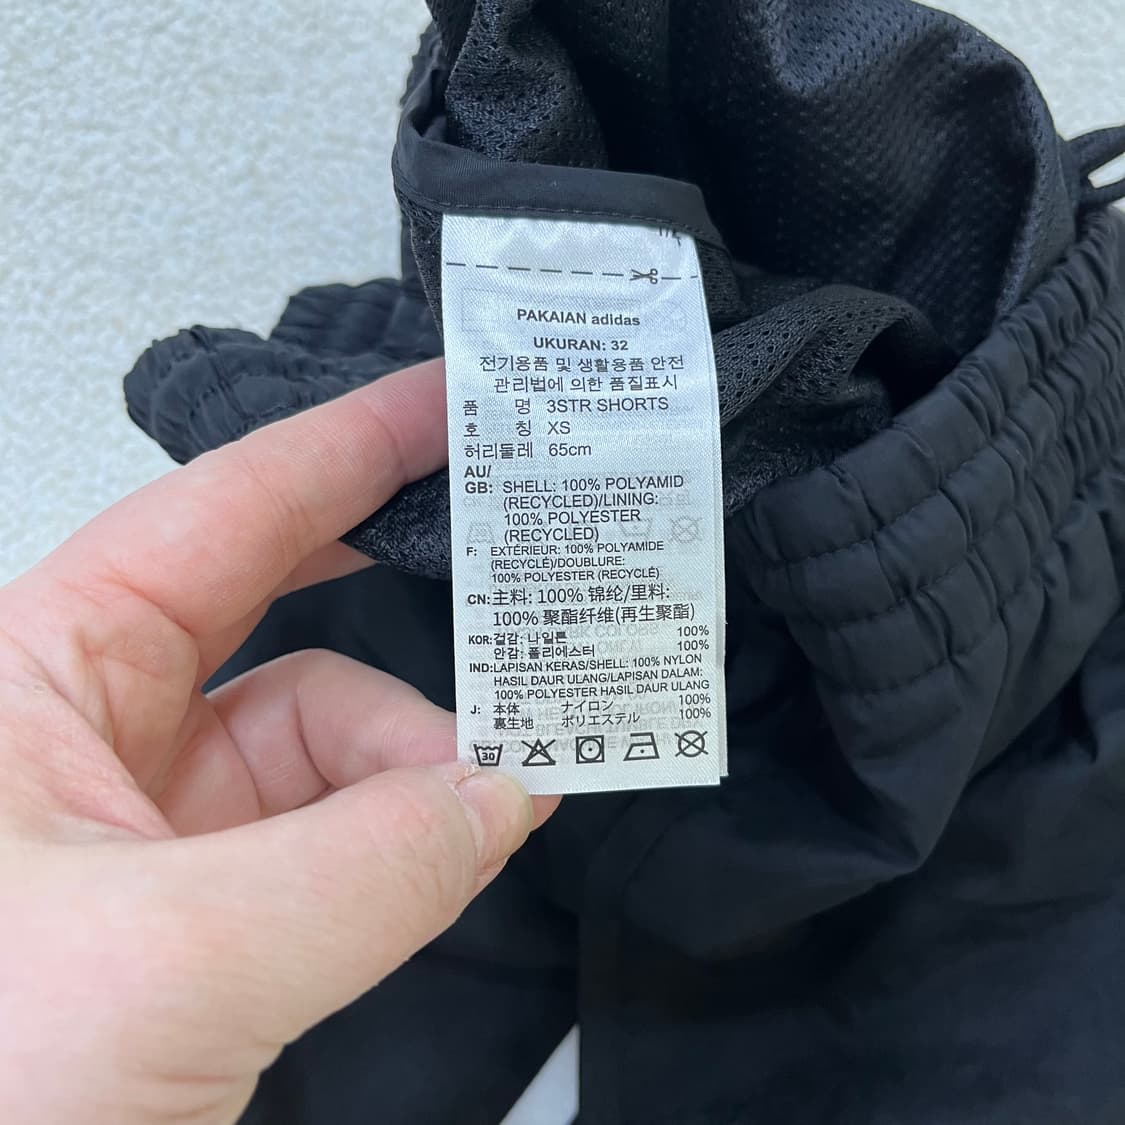 PAKAIAN adidas
UKURAN: 32
전기용품 및 생활용품 안전
관리법에 의한 품질표시
품 명 3STR SHORTS
호 칭 XS
허리둘레 65cm
AU/
GB: SHELL: 100% POLYAMID
(RECYCLED)/LINING:
100% POLYESTER
(RECYCLED)
F: EXTÉRIEUR: 100% POLYAMIDE
(RECYCLÉ)/DOUBLURE:
100% POLYESTER (RECYCLÉ)
CN: 主料: 100% 锦纶/里料:
100% 聚酯纤维(再生聚酯)
KOR: 겉감: 나일론 100%
안감: 폴리에스터 100%
IND: LAPISAN KERAS/SHELL: 100% NYLON
HASIL DAUR ULANG/LAPISAN DALAM:
100% POLYESTER HASIL DAUR ULANG
J: 本体 ナイロン 100%
裏生地 ポリエステル 100%
30